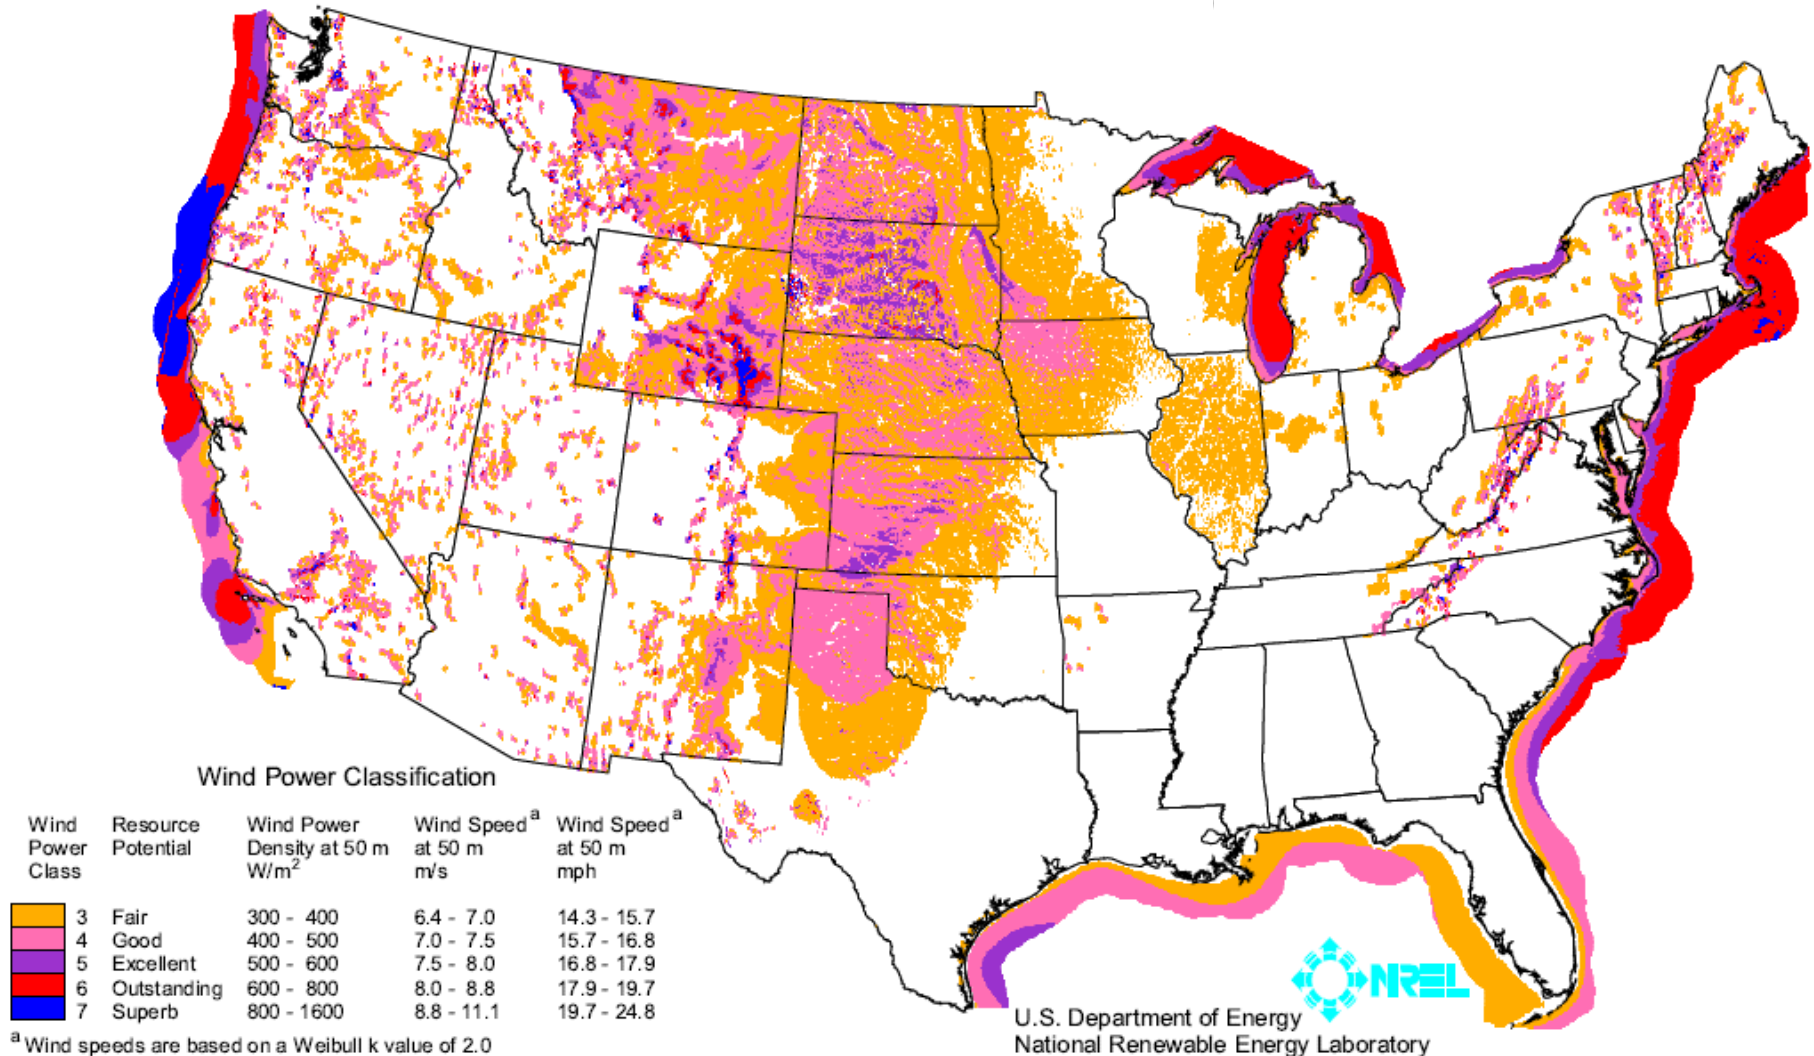 Wind Power Classification
Wind Power Class Resource Potential Wind Power Density at 50 m W/m² Wind Speed ᵃ at 50 m m/s Wind Speed ᵃ at 50 m mph
3 Fair 300 - 400 6.4 - 7.0 14.3 - 15.7
4 Good 400 - 500 7.0 - 7.5 15.7 - 16.8
5 Excellent 500 - 600 7.5 - 8.0 16.8 - 17.9
6 Outstanding 600 - 800 8.0 - 8.8 17.9 - 19.7
7 Superb 800 - 1600 8.8 - 11.1 19.7 - 24.8
ᵃ Wind speeds are based on a Weibull k value of 2.0
NREL
U.S. Department of Energy
National Renewable Energy Laboratory